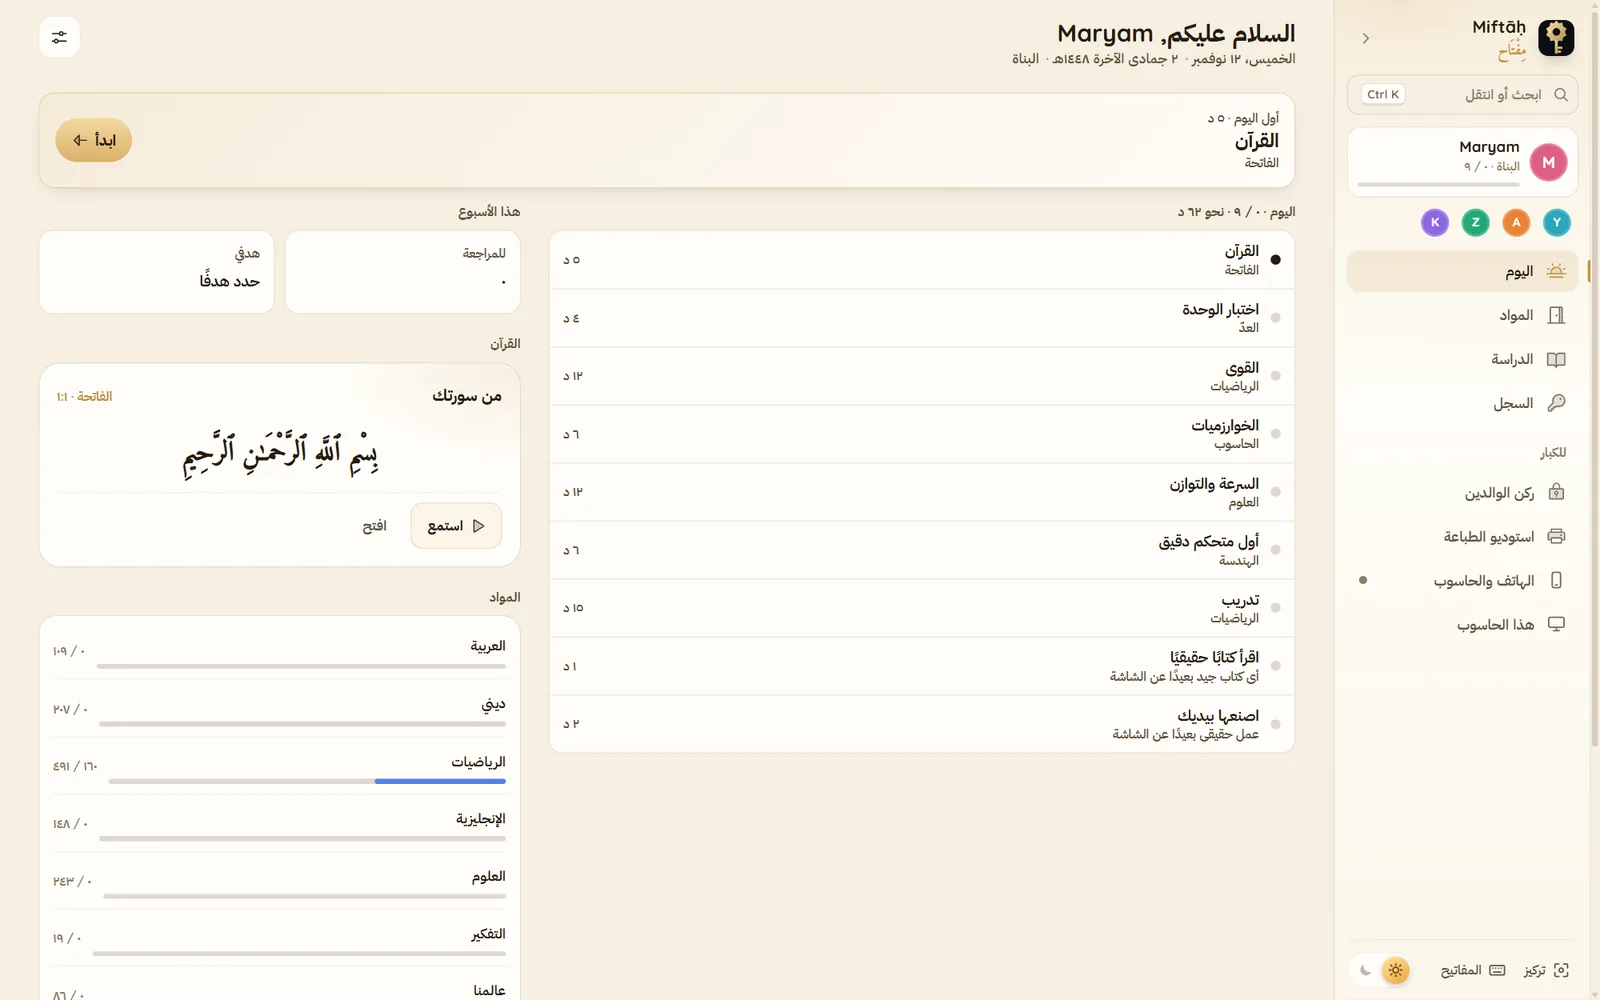 Miftāḥ
مِفْتَاح
ابحث أو انتقل
Ctrl K
M
Maryam
البناة · ٠ / ٩
Y
A
Z
K
اليوم
المواد
الدراسة
السجل
للكبار
ركن الوالدين
استوديو الطباعة
الهاتف والحاسوب
هذا الحاسوب
تركيز
المفاتيح
السلام عليكم, Maryam
الخميس، ١٢ نوفمبر · ٢ جمادى الآخرة ١٤٤٨هـ · البناة
أول اليوم · ٥ د
القرآن
الفاتحة
ابدأ
اليوم · ٠ / ٩ · نحو ٦٢ د
القرآن
الفاتحة
٥ د
اختبار الوحدة
العدّ
٤ د
القوى
الرياضيات
١٢ د
الخوارزميات
الحاسوب
٦ د
السرعة والتوازن
العلوم
١٢ د
أول متحكم دقيق
الهندسة
٦ د
تدريب
الرياضيات
١٥ د
اقرأ كتابًا حقيقيًا
أي كتاب جيد بعيدًا عن الشاشة
١ د
اصنعها بيديك
عمل حقيقي بعيدًا عن الشاشة
٢ د
هذا الأسبوع
للمراجعة
٠
هدفي
حدد هدفًا
القرآن
من سورتك
الفاتحة · ١:١
بِسْمِ ٱللَّهِ ٱلرَّحْمَـٰنِ ٱلرَّحِيمِ
استمع
افتح
المواد
العربية
٠ / ١٠٩
ديني
٠ / ٢٠٧
الرياضيات
١٦٠ / ٤٩١
الإنجليزية
٠ / ١٤٨
العلوم
٠ / ٢٤٣
التفكير
٠ / ١٩
عالمنا
٠ / ٨٦